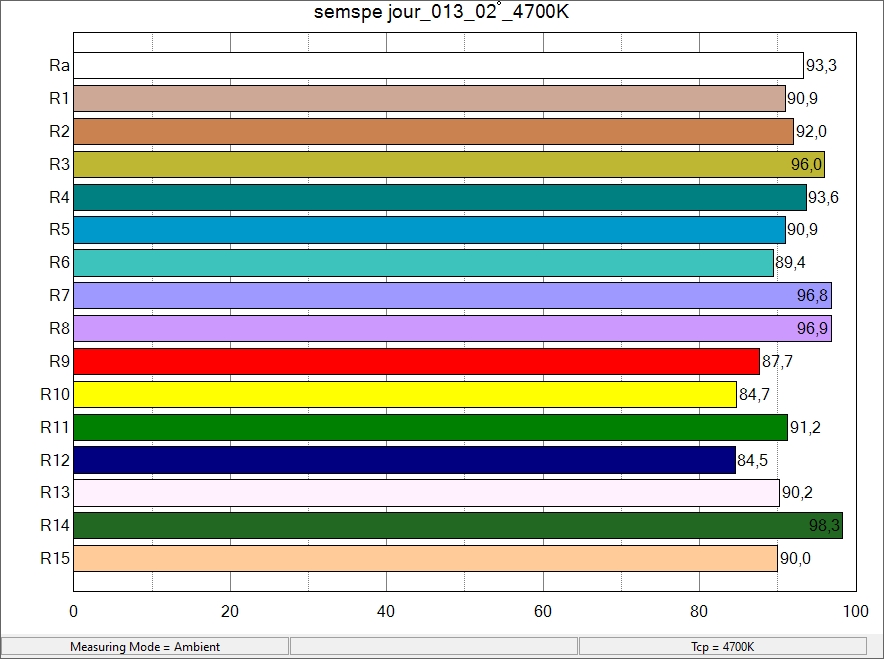 semspe jour_013_02°_4700K
Ra 93,3
R1 90,9
R2 92,0
R3 96,0
R4 93,6
R5 90,9
R6 89,4
R7 96,8
R8 96,9
R9 87,7
R10 84,7
R11 91,2
R12 84,5
R13 90,2
R14 98,3
R15 90,0
0 20 40 60 80 100
Measuring Mode = Ambient Tcp = 4700K